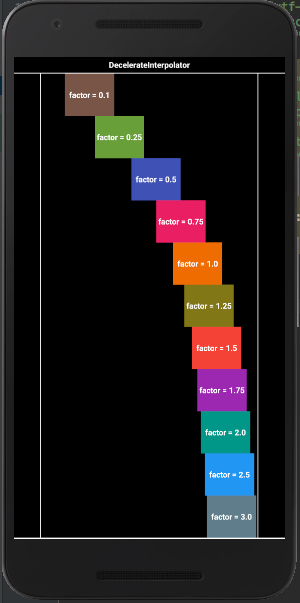 DecelerateInterpolator
factor = 0.1
factor = 0.25
factor = 0.5
factor = 0.75
factor = 1.0
factor = 1.25
factor = 1.5
factor = 1.75
factor = 2.0
factor = 2.5
factor = 3.0